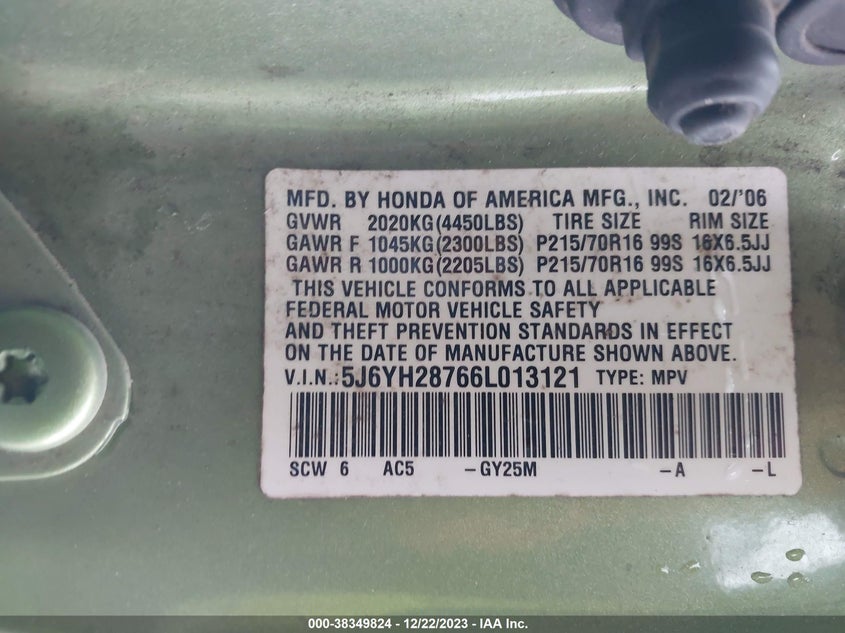 MFD. BY HONDA OF AMERICA MFG., INC. 02/'06
GVWR 2020KG(4450LBS) TIRE SIZE RIM SIZE
GAWR F 1045KG(2300LBS) P215/70R16 99S 16X6.5JJ
GAWR R 1000KG(2205LBS) P215/70R16 99S 16X6.5JJ
THIS VEHICLE CONFORMS TO ALL APPLICABLE
FEDERAL MOTOR VEHICLE SAFETY
AND THEFT PREVENTION STANDARDS IN EFFECT
ON THE DATE OF MANUFACTURE SHOWN ABOVE.
V.I.N.:5J6YH28766L013121 TYPE: MPV
SCW 6 AC5 -GY25M -A -L
000-38349824 - 12/22/2023 - IAA Inc.